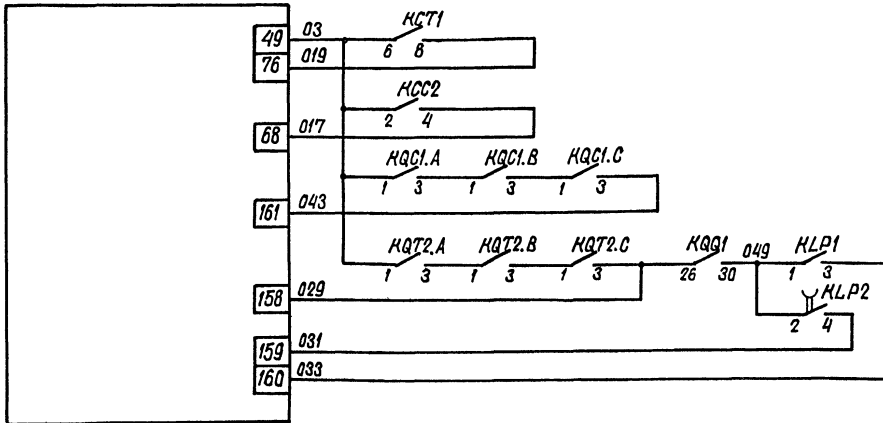 KCT1
49 03 6 8
76 019
KCC2
2 4
68 017
KQC1.A KQC1.B KQC1.C
1 3 1 3 1 3
161 043
KQT2.A KQT2.B KQT2.C KQQ1 049 KLP1
1 3 1 3 1 3 26 30 1 3
158 029 KLP2
2 4
159 031
160 033